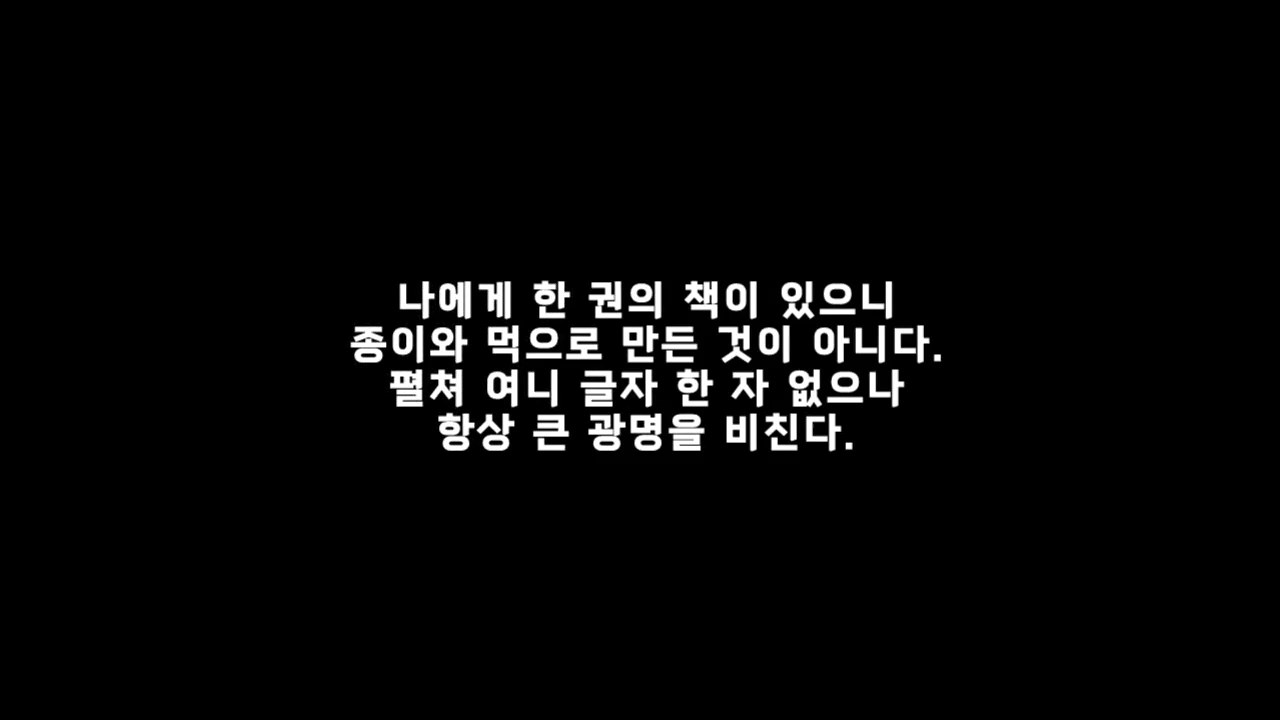 나에게 한 권의 책이 있으니
종이와 먹으로 만든 것이 아니다.
펼쳐 여니 글자 한 자 없으나
항상 큰 광명을 비친다.